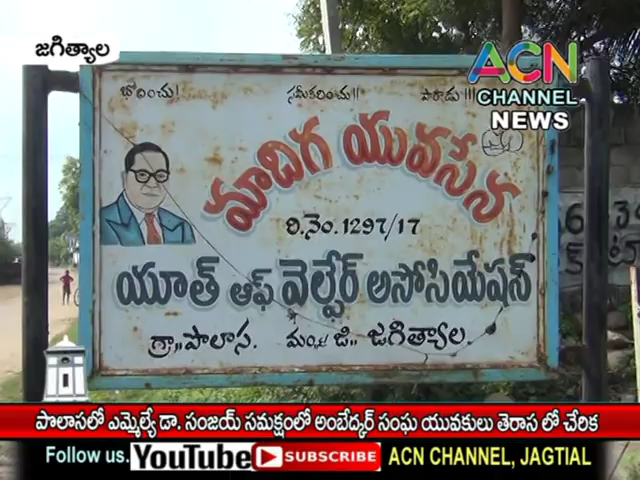 జగిత్యాల
ACN
CHANNEL
NEWS
బోధించు! సమీకరించు!! పోరాడు!!!
మాదిగ యువసేన
రి.నెం. 1297/17
యూత్ ఆఫ్ వెల్ఫేర్ అసోసియేషన్
గ్రా,, పొలాస. మం,, జి,, జగిత్యాల.
పొలాసలో ఎమ్మెల్యే డా. సంజయ్ సమక్షంలో అంబేద్కర్ సంఘ యువకులు తెరాస లో చేరిక
Follow us. YouTube SUBSCRIBE ACN CHANNEL, JAGTIAL